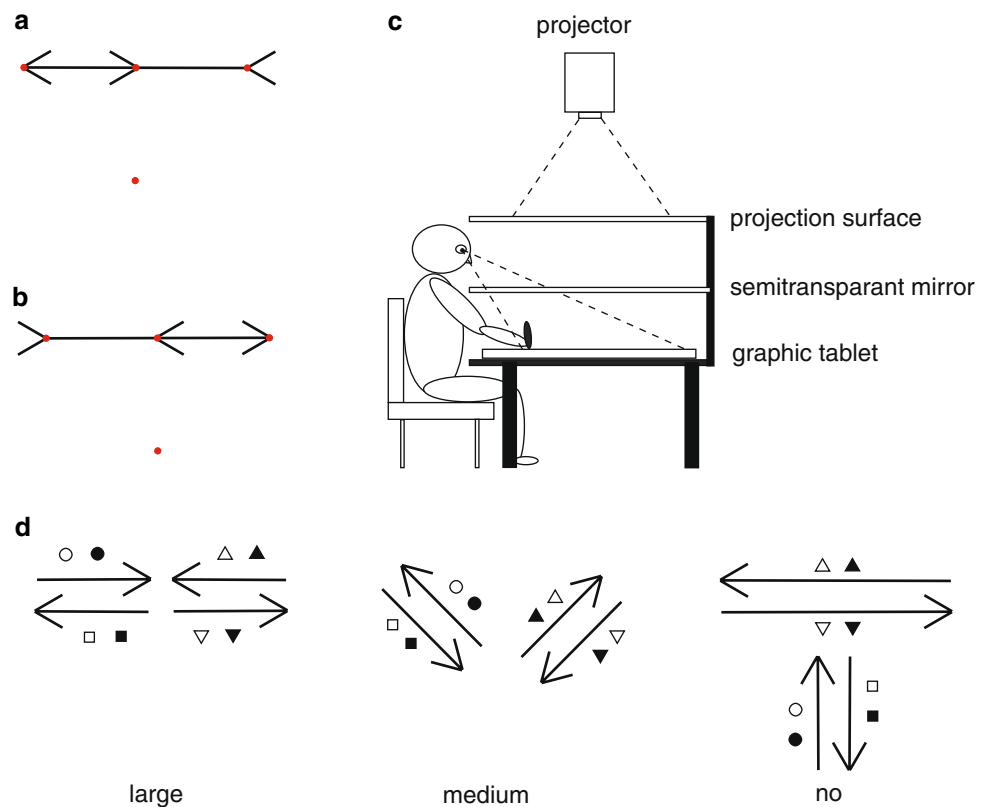 a
c
projector
projection surface
b
semitransparant mirror
graphic tablet
d
large
medium
no